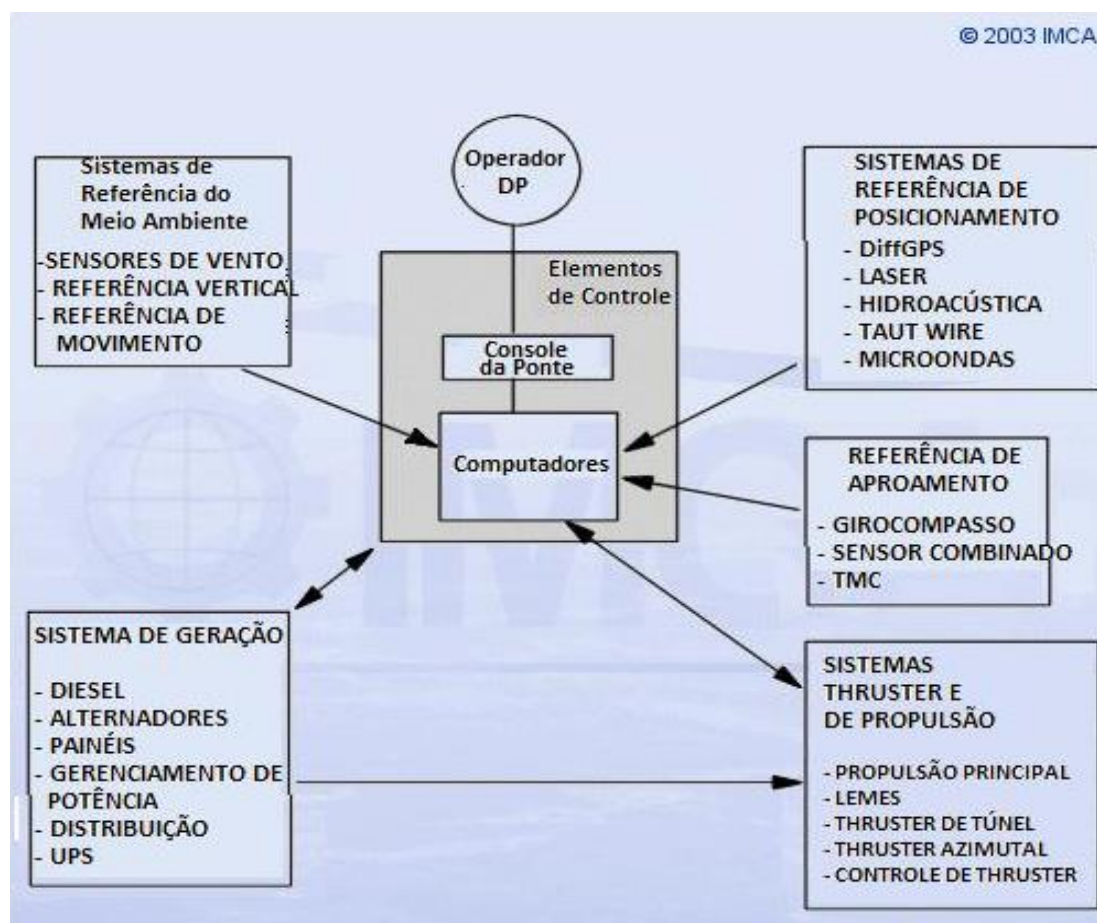 © 2003 IMCA
Sistemas de
Referência do
Meio Ambiente
-SENSORES DE VENTO
- REFERÊNCIA VERTICAL
- REFERÊNCIA DE
MOVIMENTO
Operador
DP
Elementos
de Controle
Console
da Ponte
Computadores
SISTEMAS DE
REFERÊNCIA DE
POSICIONAMENTO
- DiffGPS
- LASER
- HIDROACÚSTICA
- TAUT WIRE
- MICROONDAS
REFERÊNCIA DE
APROAMENTO
- GIROCOMPASSO
- SENSOR COMBINADO
- TMC
SISTEMA DE GERAÇÃO
- DIESEL
- ALTERNADORES
- PAINÉIS
- GERENCIAMENTO DE
POTÊNCIA
- DISTRIBUIÇÃO
- UPS
SISTEMAS
THRUSTER E
DE PROPULSÃO
- PROPULSÃO PRINCIPAL
- LEMES
- THRUSTER DE TÚNEL
- THRUSTER AZIMUTAL
- CONTROLE DE THRUSTER
IMCA